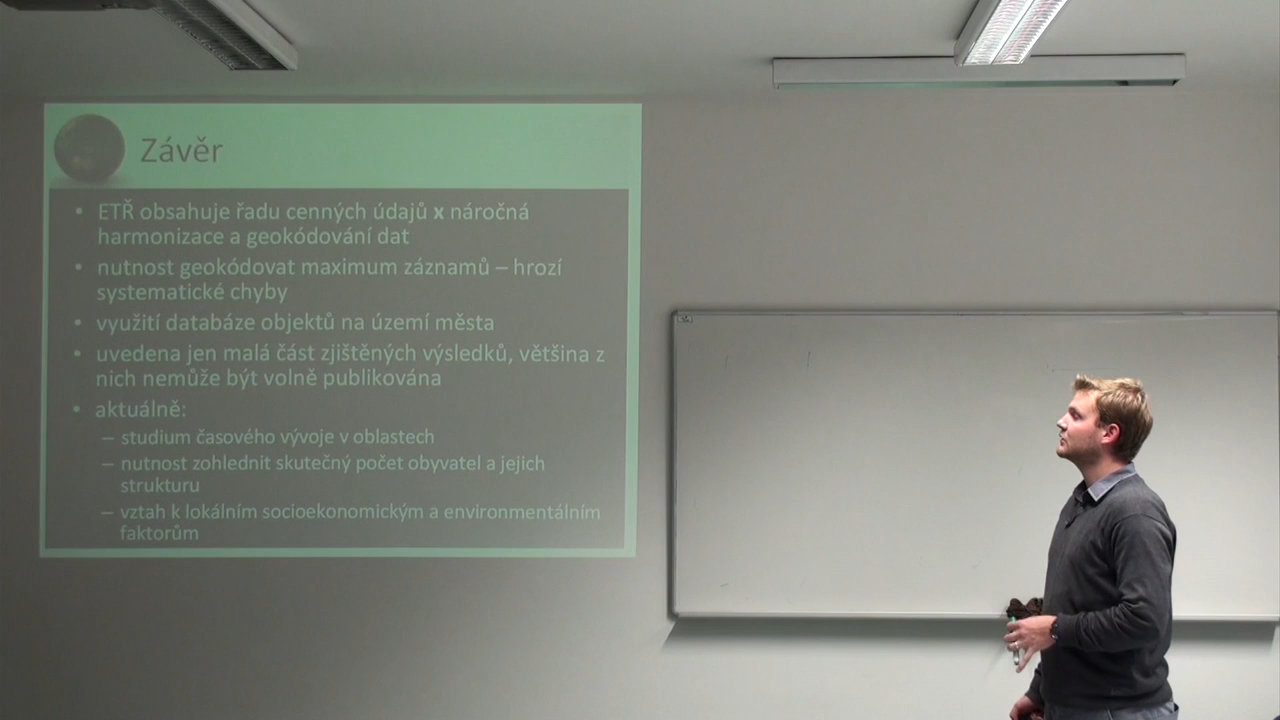 Závěr
• ETŘ obsahuje řadu cenných údajů x náročná
harmonizace a geokódování dat
• nutnost geokódovat maximum záznamů – hrozí
systematické chyby
• využití databáze objektů na území města
• uvedena jen malá část zjištěných výsledků, většina z
nich nemůže být volně publikována
• aktuálně:
– studium časového vývoje v oblastech
– nutnost zohlednit skutečný počet obyvatel a jejich
strukturu
– vztah k lokálním socioekonomickým a environmentálním
faktorům